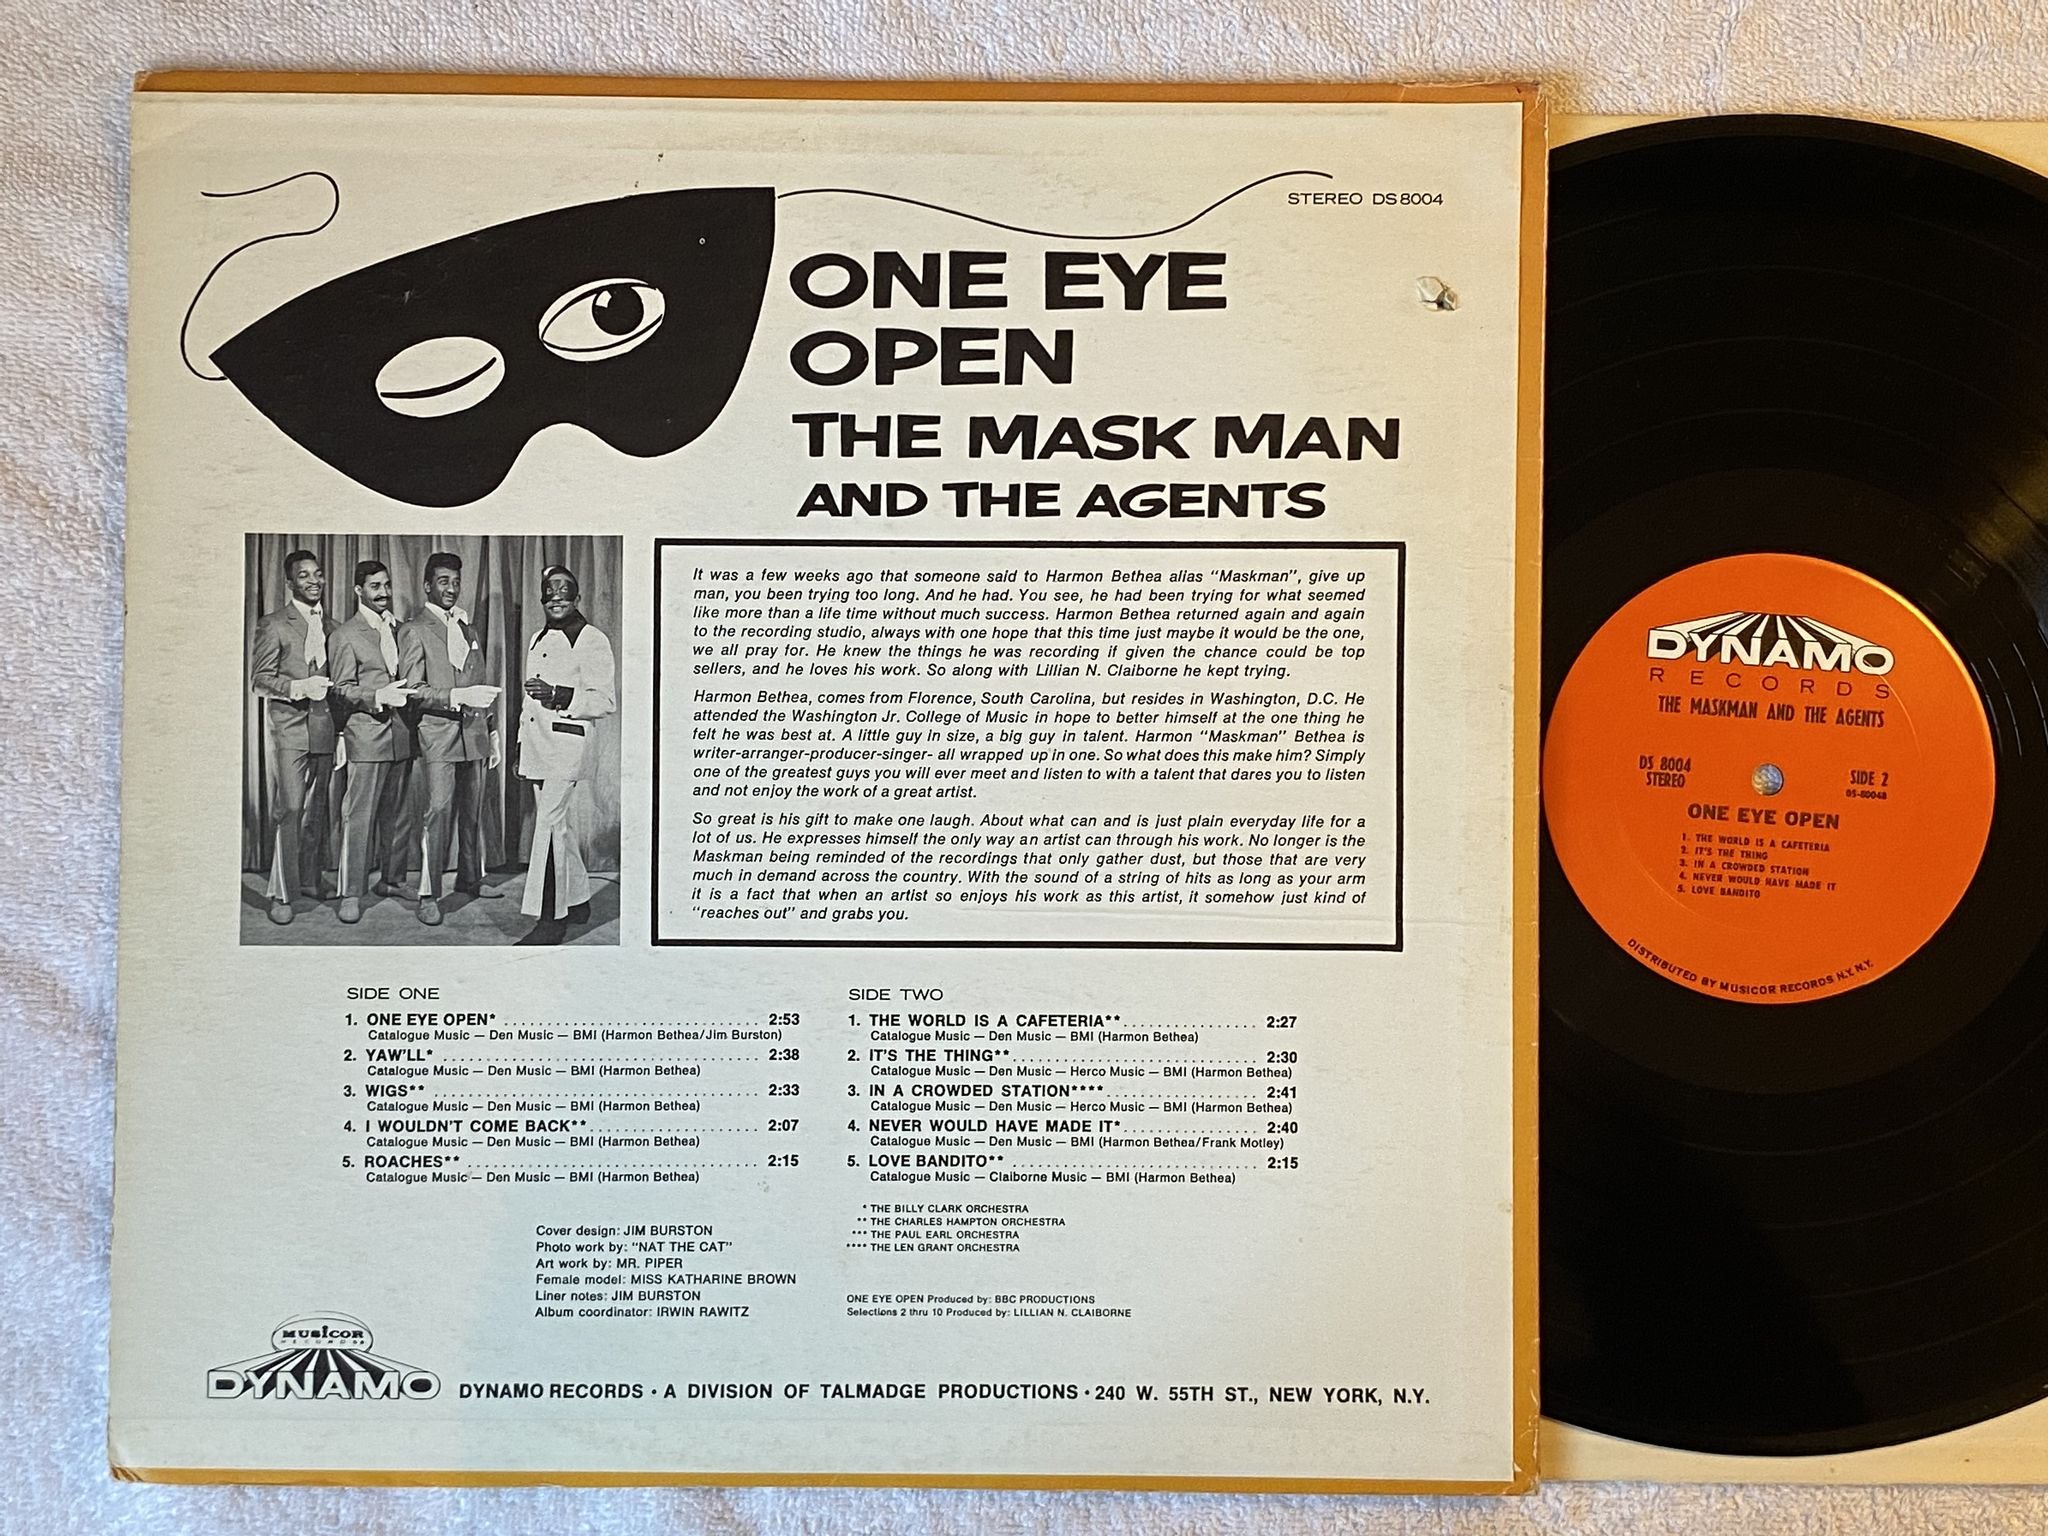 STEREO DS 8004
ONE EYE
OPEN
THE MASK MAN
AND THE AGENTS
It was a few weeks ago that someone said to Harmon Bethea alias "Maskman", give up
man, you been trying too long. And he had. You see, he had been trying for what seemed
like more than a life time without much success. Harmon Bethea returned again and again
to the recording studio, always with one hope that this time just maybe it would be the one,
we all pray for. He knew the things he was recording if given the chance could be top
sellers, and he loves his work. So along with Lillian N. Claiborne he kept trying.
Harmon Bethea, comes from Florence, South Carolina, but resides in Washington, D.C. He
attended the Washington Jr. College of Music in hope to better himself at the one thing he
felt he was best at. A little guy in size, a big guy in talent. Harmon "Maskman" Bethea is
writer-arranger-producer-singer- all wrapped up in one. So what does this make him? Simply
one of the greatest guys you will ever meet and listen to with a talent that dares you to listen
and not enjoy the work of a great artist.
So great is his gift to make one laugh. About what can and is just plain everyday life for a
lot of us. He expresses himself the only way an artist can through his work. No longer is the
Maskman being reminded of the recordings that only gather dust, but those that are very
much in demand across the country. With the sound of a string of hits as long as your arm
it is a fact that when an artist so enjoys his work as this artist, it somehow just kind of
"reaches out" and grabs you.
SIDE ONE
1. ONE EYE OPEN* 2:53
Catalogue Music — Den Music — BMI (Harmon Bethea/Jim Burston)
2. YAW'LL* 2:38
Catalogue Music — Den Music — BMI (Harmon Bethea)
3. WIGS** 2:33
Catalogue Music — Den Music — BMI (Harmon Bethea)
4. I WOULDN'T COME BACK** 2:07
Catalogue Music — Den Music — BMI (Harmon Bethea)
5. ROACHES** 2:15
Catalogue Music — Den Music — BMI (Harmon Bethea)
SIDE TWO
1. THE WORLD IS A CAFETERIA** 2:27
Catalogue Music — Den Music — BMI (Harmon Bethea)
2. IT'S THE THING** 2:30
Catalogue Music — Den Music — Herco Music — BMI (Harmon Bethea)
3. IN A CROWDED STATION**** 2:41
Catalogue Music — Den Music — Herco Music — BMI (Harmon Bethea)
4. NEVER WOULD HAVE MADE IT* 2:40
Catalogue Music — Den Music — BMI (Harmon Bethea/Frank Motley)
5. LOVE BANDITO** 2:15
Catalogue Music — Claiborne Music — BMI (Harmon Bethea)
* THE BILLY CLARK ORCHESTRA
** THE CHARLES HAMPTON ORCHESTRA
*** THE PAUL EARL ORCHESTRA
**** THE LEN GRANT ORCHESTRA
Cover design: JIM BURSTON
Photo work by: "NAT THE CAT"
Art work by: MR. PIPER
Female model: MISS KATHARINE BROWN
Liner notes: JIM BURSTON
Album coordinator: IRWIN RAWITZ
ONE EYE OPEN Produced by: BBC PRODUCTIONS
Selections 2 thru 10 Produced by: LILLIAN N. CLAIBORNE
MUSICOR
RECORDS
DYNAMO
DYNAMO RECORDS • A DIVISION OF TALMADGE PRODUCTIONS • 240 W. 55TH ST., NEW YORK, N.Y.
DYNAMO
RECORDS
THE MASKMAN AND THE AGENTS
DS 8004
STEREO
SIDE 2
DS-8004B
ONE EYE OPEN
1. THE WORLD IS A CAFETERIA
2. IT'S THE THING
3. IN A CROWDED STATION
4. NEVER WOULD HAVE MADE IT
5. LOVE BANDITO
DISTRIBUTED BY MUSICOR RECORDS N.Y. N.Y.